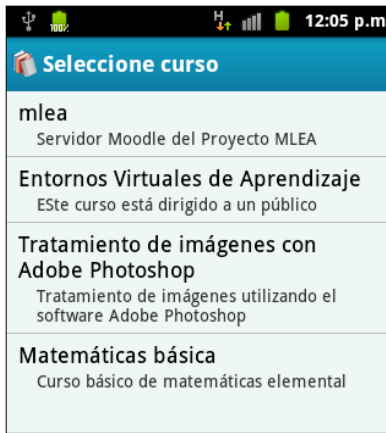 100%
H
12:05 p.m
Seleccione curso
mlea
Servidor Moodle del Proyecto MLEA
Entornos Virtuales de Aprendizaje
ESte curso está dirigido a un público
Tratamiento de imágenes con
Adobe Photoshop
Tratamiento de imágenes utilizando el
software Adobe Photoshop
Matemáticas básica
Curso básico de matemáticas elemental